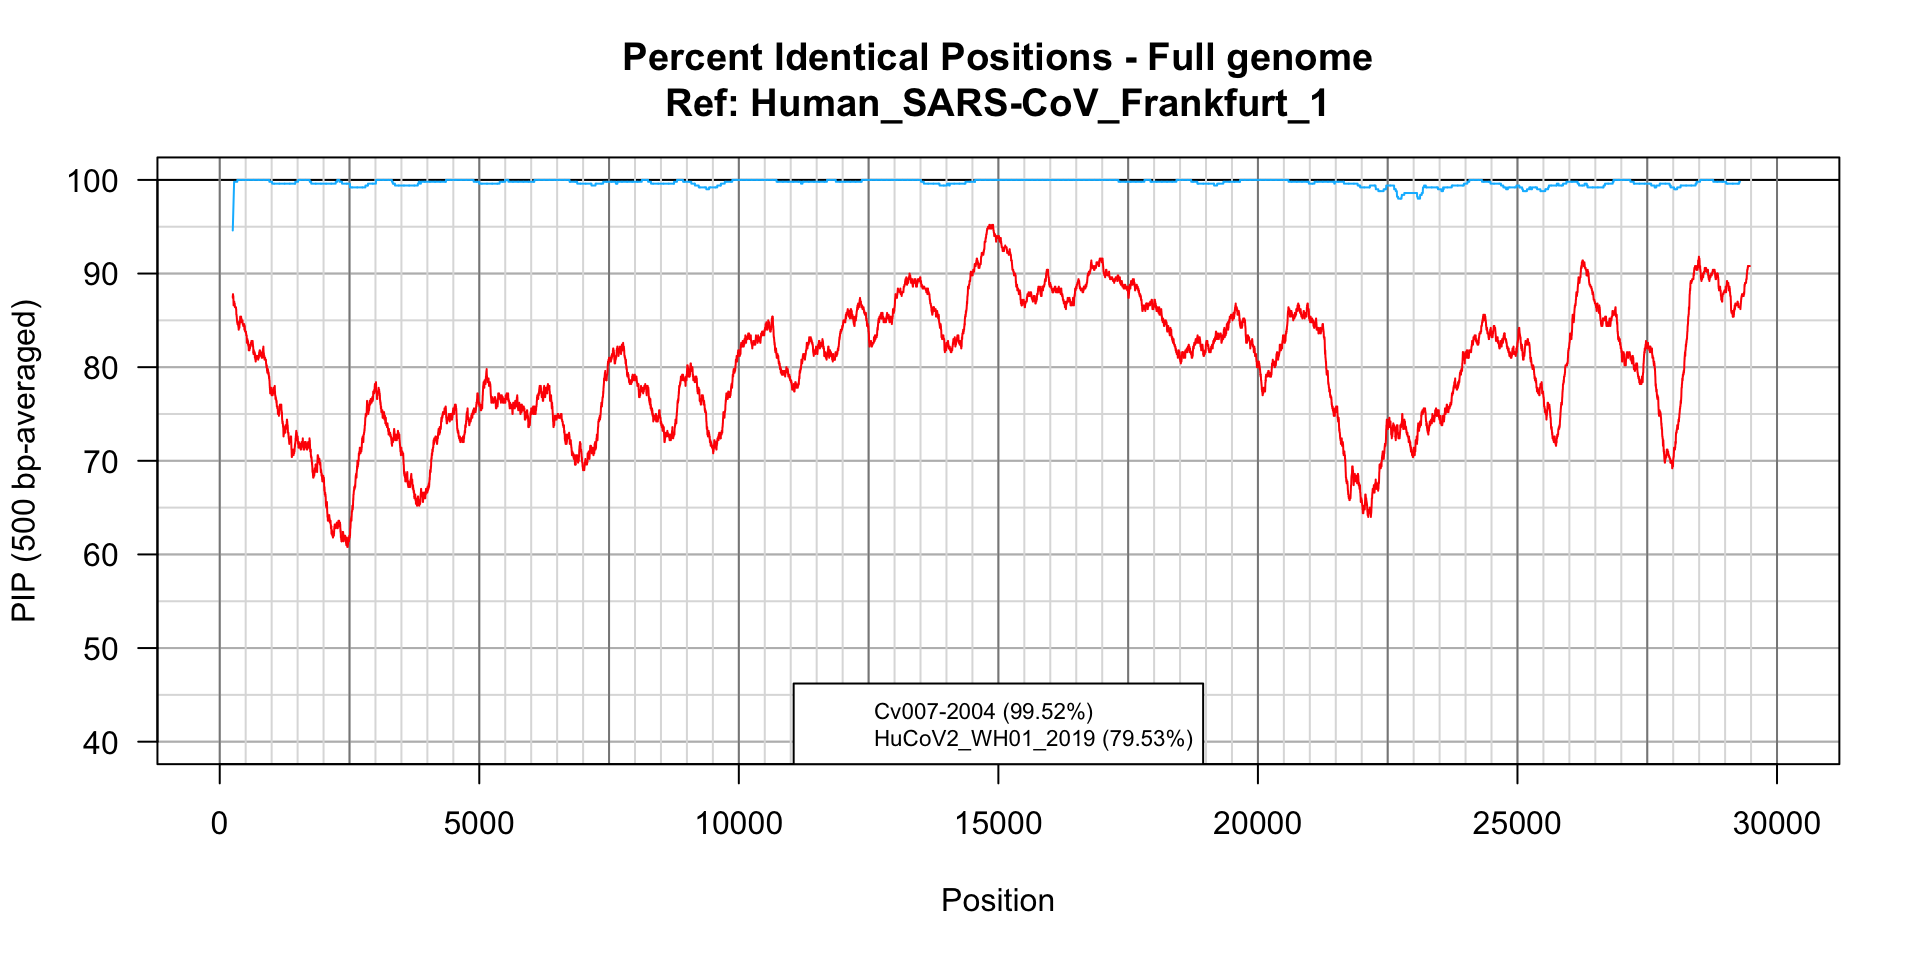 Percent Identical Positions - Full genome
Ref: Human_SARS-CoV_Frankfurt_1
PIP (500 bp-averaged)
100
90
80
70
60
50
40
Cv007-2004 (99.52%)
HuCoV2_WH01_2019 (79.53%)
0 5000 10000 15000 20000 25000 30000
Position